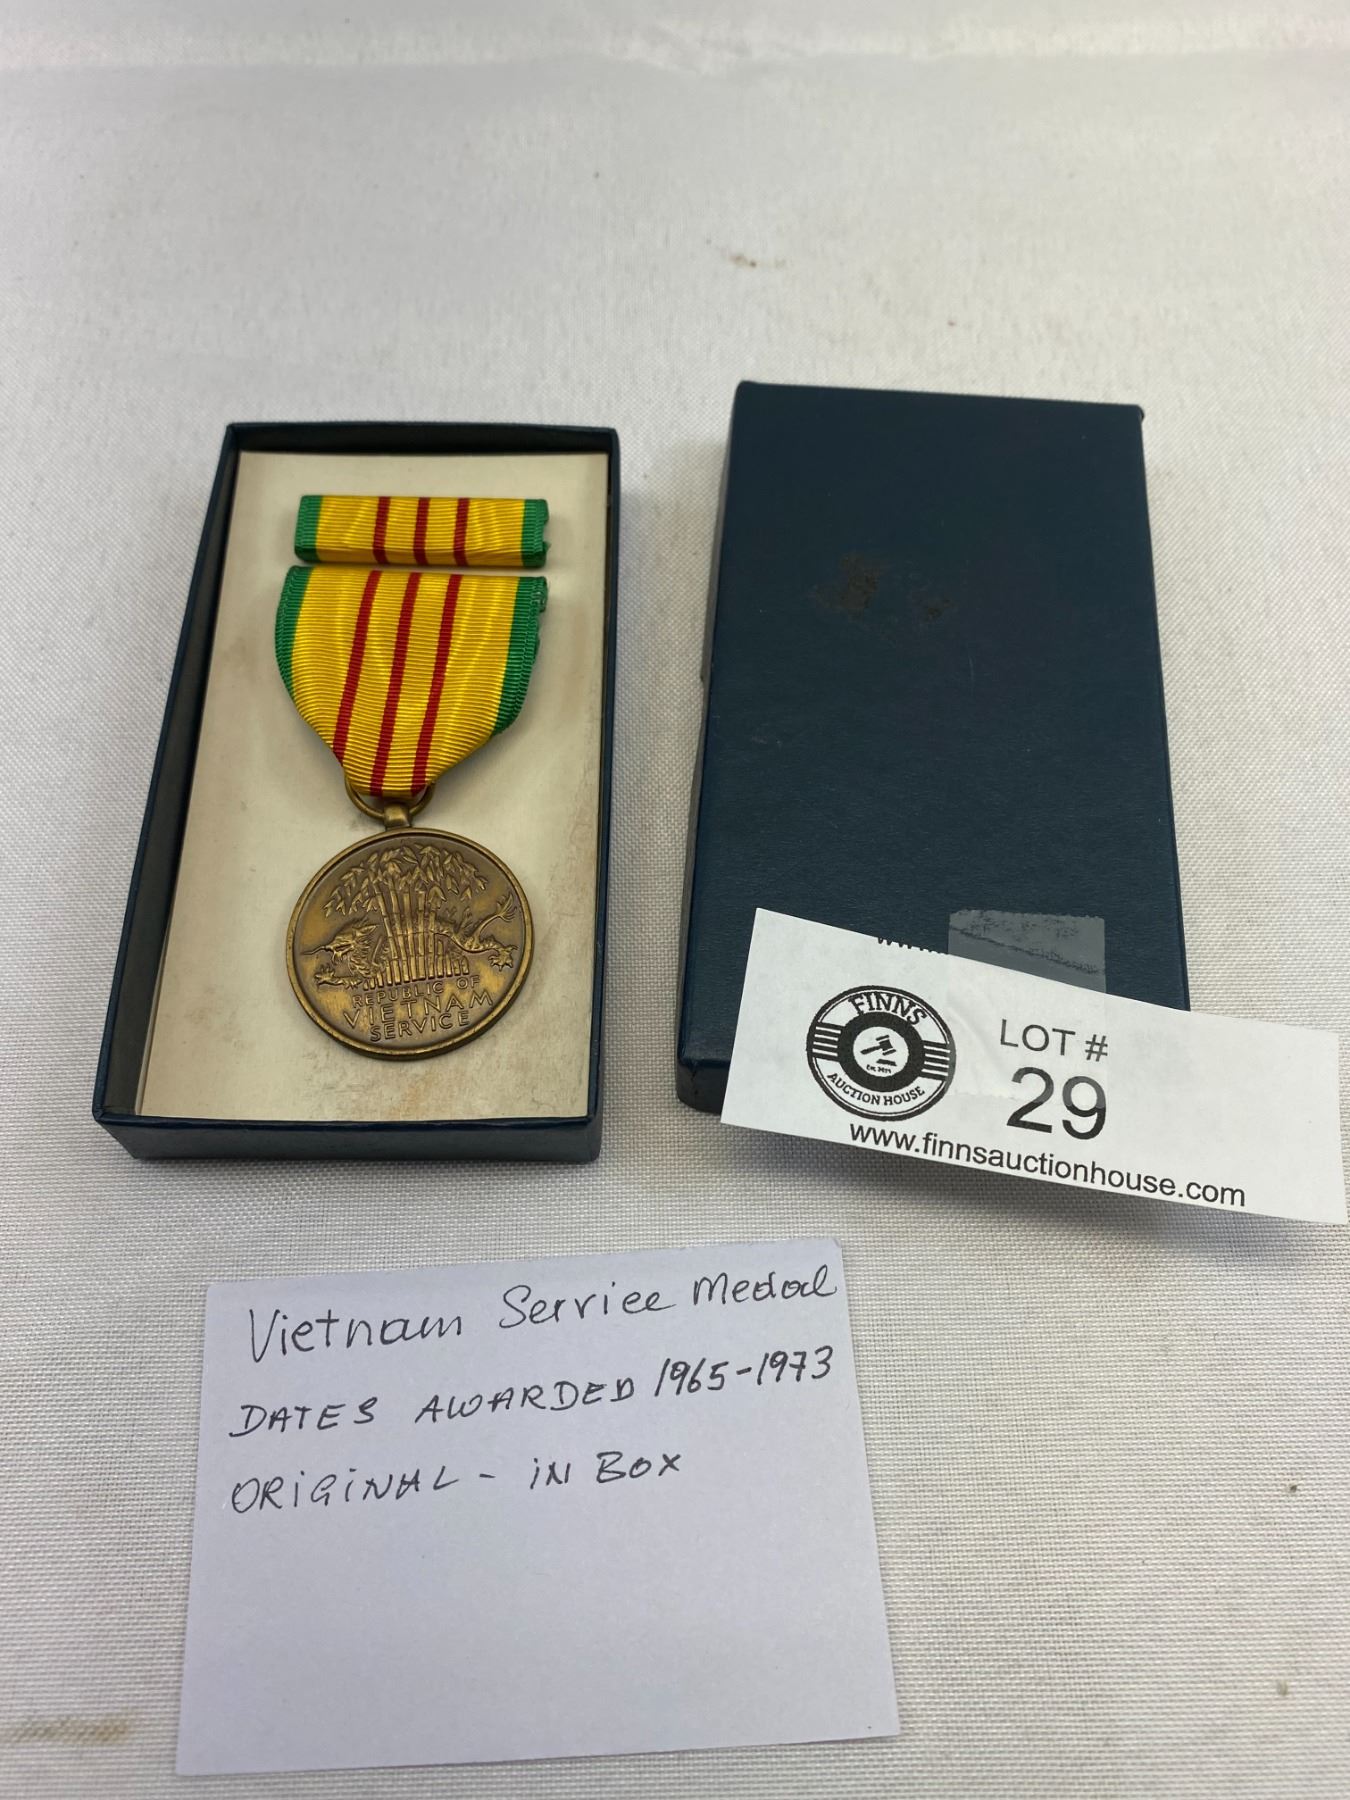 REPUBLIC OF
VIETNAM
SERVICE
FINNS
AUCTION HOUSE
LOT #
29
www.finnsauctionhouse.com
Vietnam Service Medal
DATES AWARDED 1965-1973
ORIGINAL - IN BOX